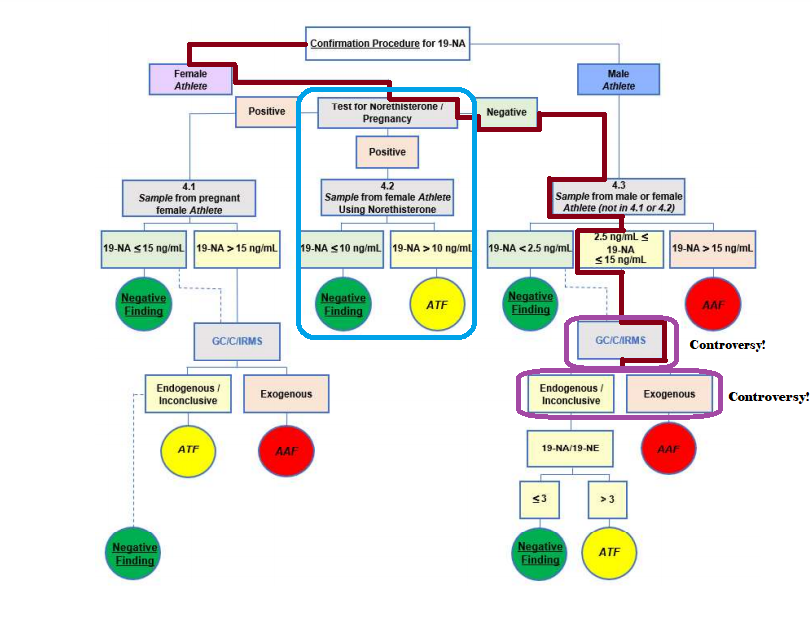 Confirmation Procedure for 19-NA
Female
Athlete
Male
Athlete
Positive
Test for Norethisterone /
Pregnancy
Negative
Positive
4.1
Sample from pregnant
female Athlete
4.2
Sample from female Athlete
Using Norethisterone
4.3
Sample from male or female
Athlete (not in 4.1 or 4.2)
19-NA ≤ 15 ng/mL
19-NA > 15 ng/mL
19-NA ≤ 10 ng/mL
19-NA > 10 ng/mL
19-NA < 2.5 ng/mL
2.5 ng/mL ≤
19-NA
≤ 15 ng/mL
19-NA > 15 ng/mL
Negative
Finding
Negative
Finding
ATF
Negative
Finding
AAF
GC/C/IRMS
GC/C/IRMS
Controversy!
Endogenous /
Inconclusive
Exogenous
Endogenous /
Inconclusive
Exogenous
Controversy!
ATF
AAF
19-NA/19-NE
AAF
≤ 3
> 3
Negative
Finding
Negative
Finding
ATF